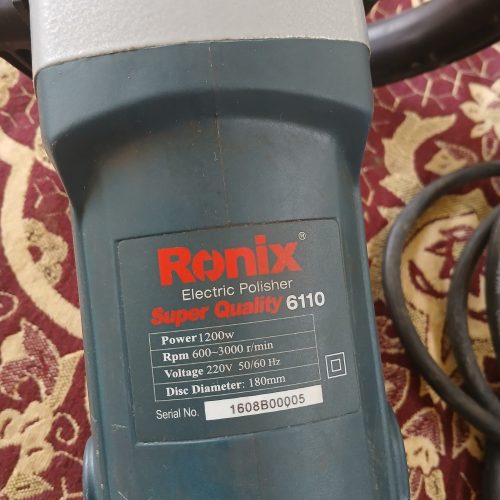 Ronix®
Electric Polisher
Super Quality 6110
Power 1200w
Rpm 600~3000 r/min
Voltage 220V 50/60 Hz
Disc Diameter: 180mm
Serial No. 1608B00005